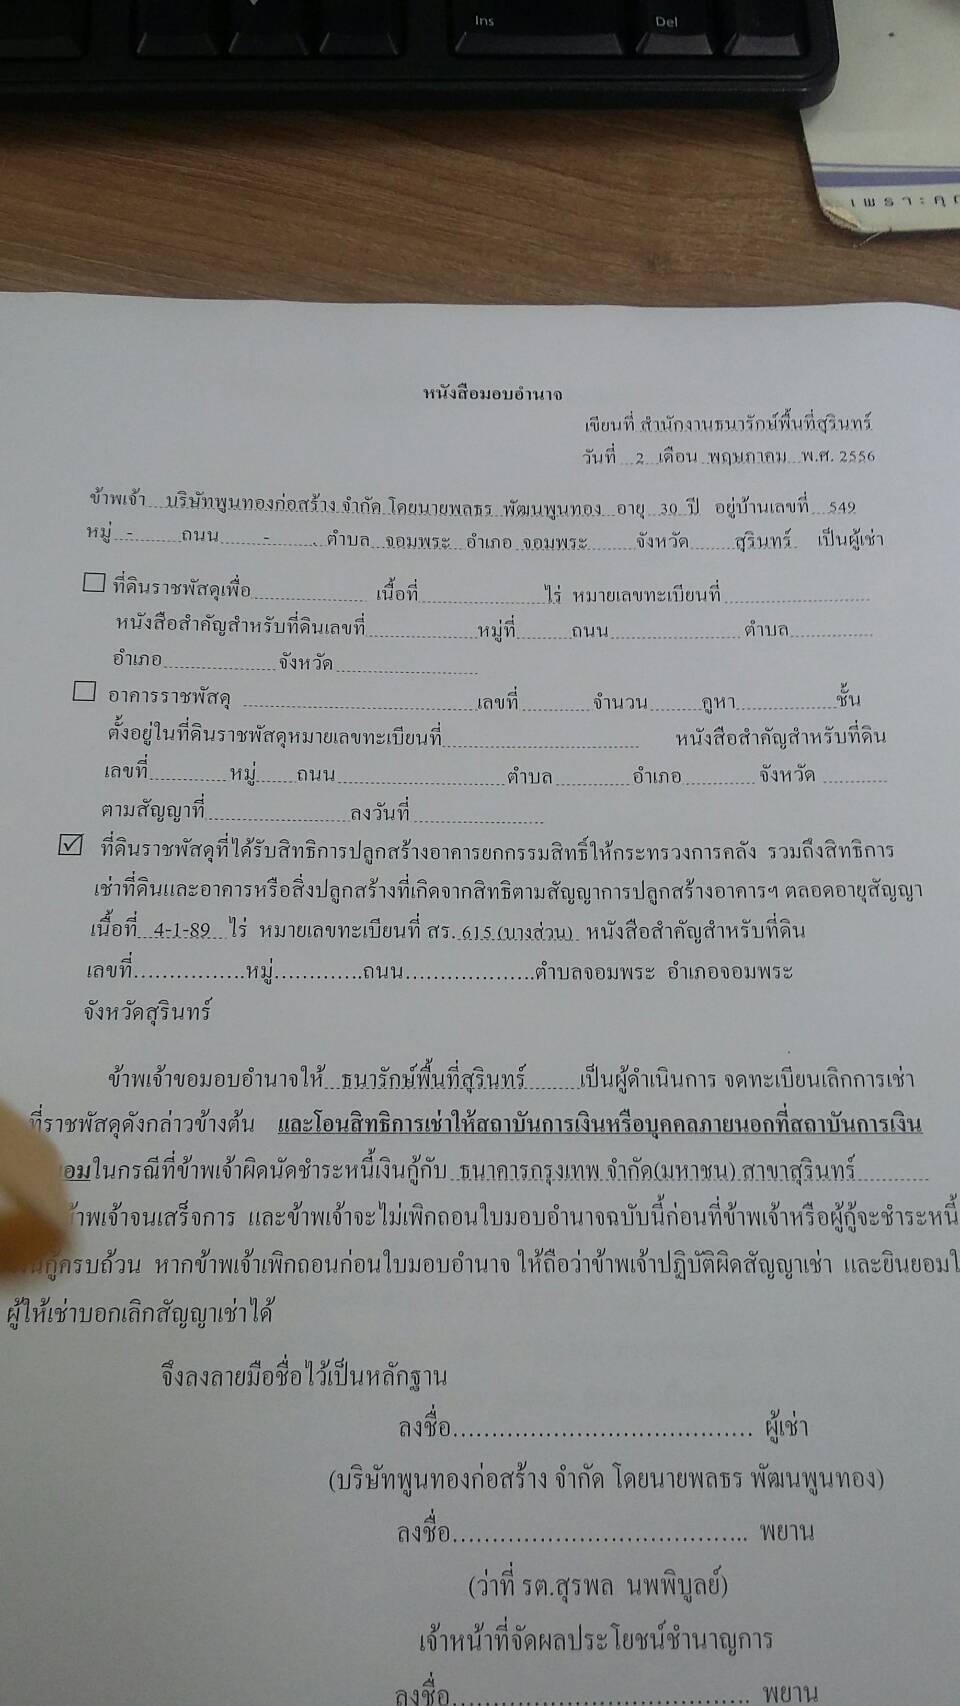 Ins
Del
เพราะคุณ
หนังสือมอบอำนาจ
เขียนที่ สำนักงานธนารักษ์พื้นที่สุรินทร์
วันที่ 2 เดือน พฤษภาคม พ.ศ. 2556
ข้าพเจ้า บริษัทพูนทองก่อสร้าง จำกัด โดยนายพลธร พัฒนพูนทอง อายุ 30 ปี อยู่บ้านเลขที่ 549
หมู่ - ถนน - ตำบล จอมพระ อำเภอ จอมพระ จังหวัด สุรินทร์ เป็นผู้เช่า
ที่ดินราชพัสดุเพื่อ เนื้อที่ ไร่ หมายเลขทะเบียนที่
หนังสือสำคัญสำหรับที่ดินเลขที่ หมู่ที่ ถนน ตำบล
อำเภอ จังหวัด
อาคารราชพัสดุ เลขที่ จำนวน คูหา ชั้น
ตั้งอยู่ในที่ดินราชพัสดุหมายเลขทะเบียนที่ หนังสือสำคัญสำหรับที่ดิน
เลขที่ หมู่ ถนน ตำบล อำเภอ จังหวัด
ตามสัญญาที่ ลงวันที่
ที่ดินราชพัสดุที่ได้รับสิทธิการปลูกสร้างอาคารยกกรรมสิทธิ์ให้กระทรวงการคลัง รวมถึงสิทธิการ
เช่าที่ดินและอาคารหรือสิ่งปลูกสร้างที่เกิดจากสิทธิตามสัญญาการปลูกสร้างอาคารฯ ตลอดอายุสัญญา
เนื้อที่ 4-1-89 ไร่ หมายเลขทะเบียนที่ สร. 615 (บางส่วน) หนังสือสำคัญสำหรับที่ดิน
เลขที่................หมู่.............ถนน...................ตำบลจอมพระ อำเภอจอมพระ
จังหวัดสุรินทร์
ข้าพเจ้าขอมอบอำนาจให้ ธนารักษ์พื้นที่สุรินทร์ เป็นผู้ดำเนินการ จดทะเบียนเลิกการเช่า
ที่ราชพัสดุดังกล่าวข้างต้น และโอนสิทธิการเช่าให้สถาบันการเงินหรือบุคคลภายนอกที่สถาบันการเงิน
ยอมในกรณีที่ข้าพเจ้าผิดนัดชำระหนี้เงินกู้กับ ธนาคารกรุงเทพ จำกัด(มหาชน) สาขาสุรินทร์
ข้าพเจ้าจนเสร็จการ และข้าพเจ้าจะไม่เพิกถอนใบมอบอำนาจฉบับนี้ก่อนที่ข้าพเจ้าหรือผู้กู้จะชำระหนี้
กู้ครบถ้วน หากข้าพเจ้าเพิกถอนก่อนใบมอบอำนาจ ให้ถือว่าข้าพเจ้าปฏิบัติผิดสัญญาเช่า และยินยอมใ
ผู้ให้เช่าบอกเลิกสัญญาเช่าได้
จึงลงลายมือชื่อไว้เป็นหลักฐาน
ลงชื่อ...................................... ผู้เช่า
(บริษัทพูนทองก่อสร้าง จำกัด โดยนายพลธร พัฒนพูนทอง)
ลงชื่อ...................................... พยาน
(ว่าที่ รต.สุรพล นพพิบูลย์)
เจ้าหน้าที่จัดผลประโยชน์ชำนาญการ
ลงชื่อ...................................... พยาน